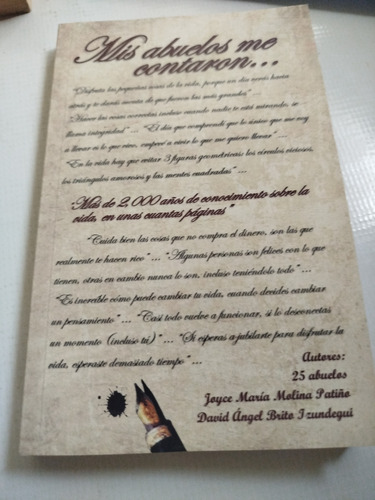 Mis abuelos me
contaron...
"Disfruta las pequeñas cosas de la vida, porque un día verás hacia
atrás y te darás cuenta de que fueron las más grandes" ...
"Hacer las cosas correctas incluso cuando nadie te está mirando, se
llama integridad" ... "El día que comprendí que lo único que me voy
a llevar es lo que vivo, empecé a vivir lo que me quiero llevar" ...
"En la vida hay que evitar 3 figuras geométricas: los círculos viciosos,
los triángulos amorosos y las mentes cuadradas" ...
"Más de 2,000 años de conocimiento sobre la
vida, en unas cuantas páginas"
"Cuida bien las cosas que no compra el dinero, son las que
realmente te hacen rico" ... "Algunas personas son felices con lo que
tienen, otras en cambio nunca lo son, incluso teniéndolo todo" ...
"Es increíble cómo puede cambiar tu vida, cuando decides cambiar
un pensamiento" ... "Casi todo vuelve a funcionar, si lo desconectas
un momento (incluso tú)" ... "Si esperas a jubilarte para disfrutar la
vida, esperaste demasiado tiempo" ...
Autores:
25 abuelos
Joyce María Molina Patiño
David Ángel Brito Izundegui